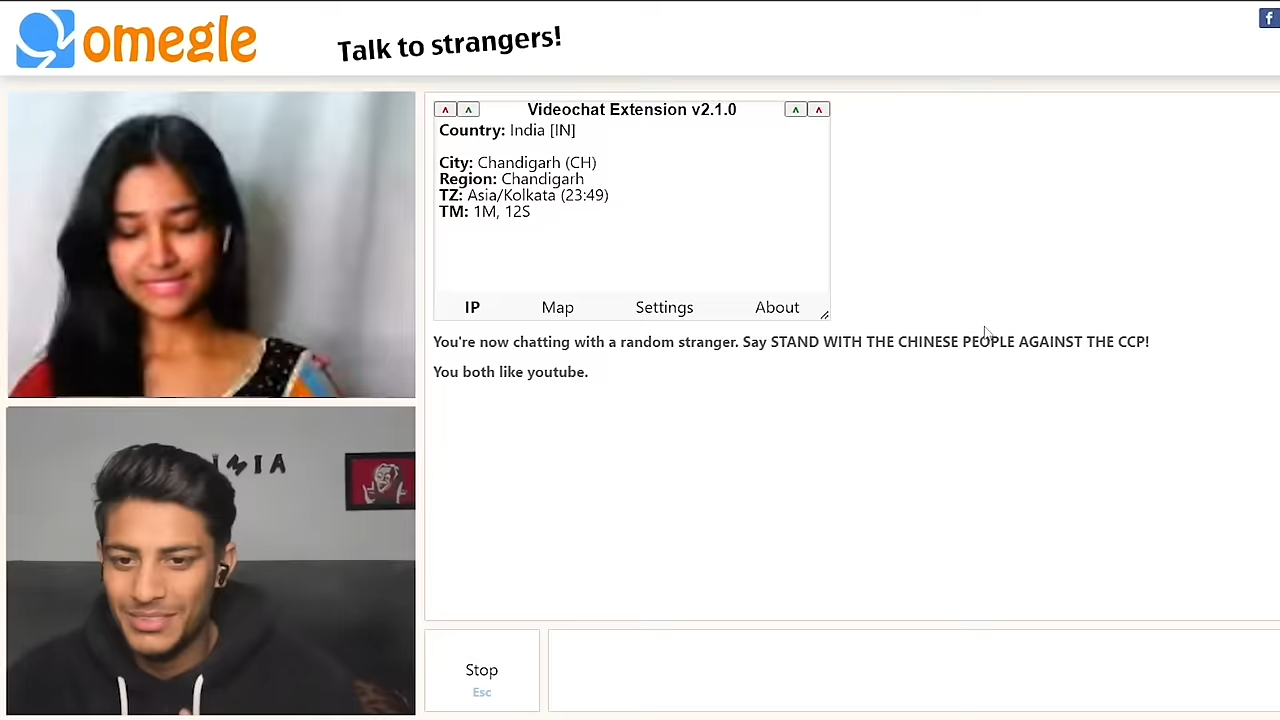 omegle
Talk to strangers!
f
Videochat Extension v2.1.0
Country: India [IN]
City: Chandigarh (CH)
Region: Chandigarh
TZ: Asia/Kolkata (23:49)
TM: 1M, 12S
IP Map Settings About
You're now chatting with a random stranger. Say STAND WITH THE CHINESE PEOPLE AGAINST THE CCP!
You both like youtube.
Stop
Esc